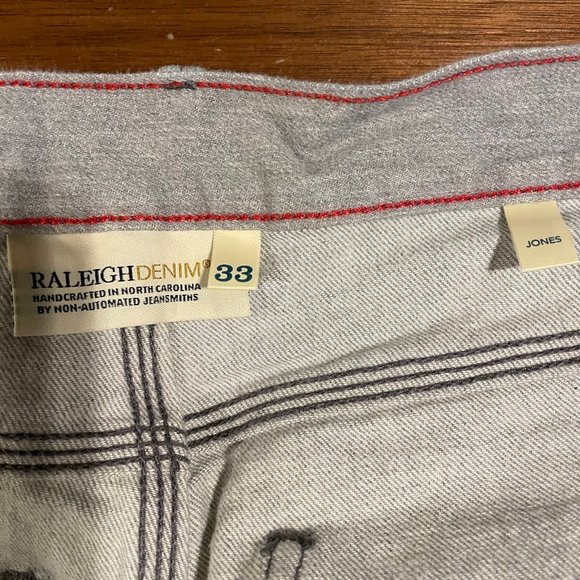 RALEIGHDENIM®
HANDCRAFTED IN NORTH CAROLINA
BY NON-AUTOMATED JEANSMITHS
33
JONES